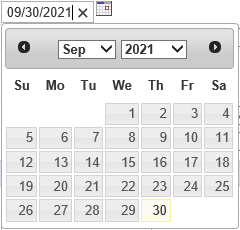 09/30/2021
Sep 2021
Su Mo Tu We Th Fr Sa
1 2 3 4
5 6 7 8 9 10 11
12 13 14 15 16 17 18
19 20 21 22 23 24 25
26 27 28 29 30